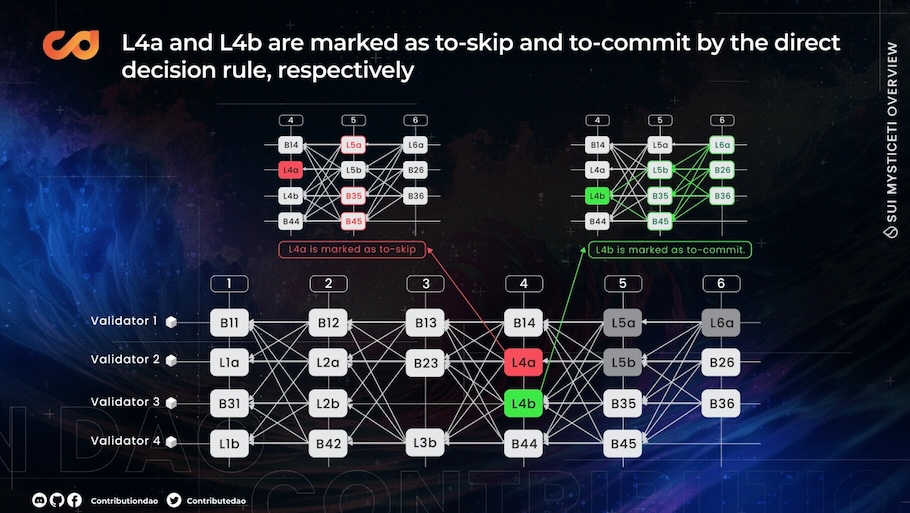 L4a and L4b are marked as to-skip and to-commit by the direct
decision rule, respectively
SUI MYSTICETI OVERVIEW
4 5 6
B14 L5a L6a
L4a L5b B26
L4b B35 B36
B44 B45
L4a is marked as to-skip
4 5 6
B14 L5a L6a
L4a L5b B26
L4b B35 B36
B44 B45
L4b is marked as to-commit.
1 2 3 4 5 6
Validator 1 B11 B12 B13 B14 L5a L6a
Validator 2 L1a L2a B23 L4a L5b B26
Validator 3 B31 L2b L4b B35 B36
Validator 4 L1b B42 L3b B44 B45
N DAO
CONTRIBUTIO
Contributiondao Contributedao